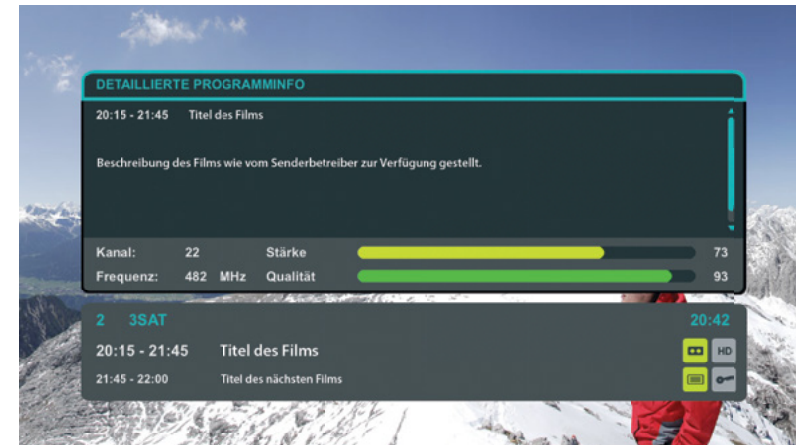 DETAILLIERTE PROGRAMMINFO
20:15 - 21:45 Titel des Films
Beschreibung des Films wie vom Senderbetreiber zur Verfügung gestellt.
Kanal: 22 Stärke 73
Frequenz: 482 MHz Qualität 93
2 3SAT 20:42
20:15 - 21:45 Titel des Films HD
21:45 - 22:00 Titel des nächsten Films